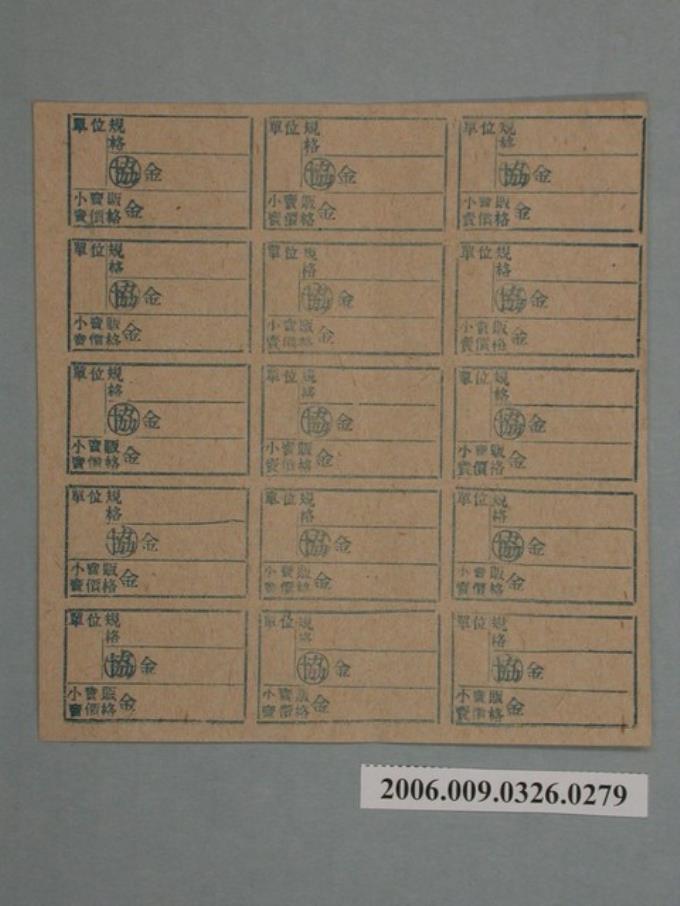 單位規
格
協金
小賣販
賣價格金
單位規
格
協金
小賣販
賣價格金
單位規
格
協金
小賣販
賣價格金
單位規
格
協金
小賣販
賣價格金
單位規
格
協金
小賣販
賣價格金
單位規
格
協金
小賣販
賣價格金
單位規
格
協金
小賣販
賣價格金
單位規
格
協金
小賣販
賣價格金
單位規
格
協金
小賣販
賣價格金
單位規
格
協金
小賣販
賣價格金
單位規
格
協金
小賣販
賣價格金
單位規
格
協金
小賣販
賣價格金
單位規
格
協金
小賣販
賣價格金
單位規
格
協金
小賣販
賣價格金
單位規
格
協金
小賣販
賣價格金
2006.009.0326.0279